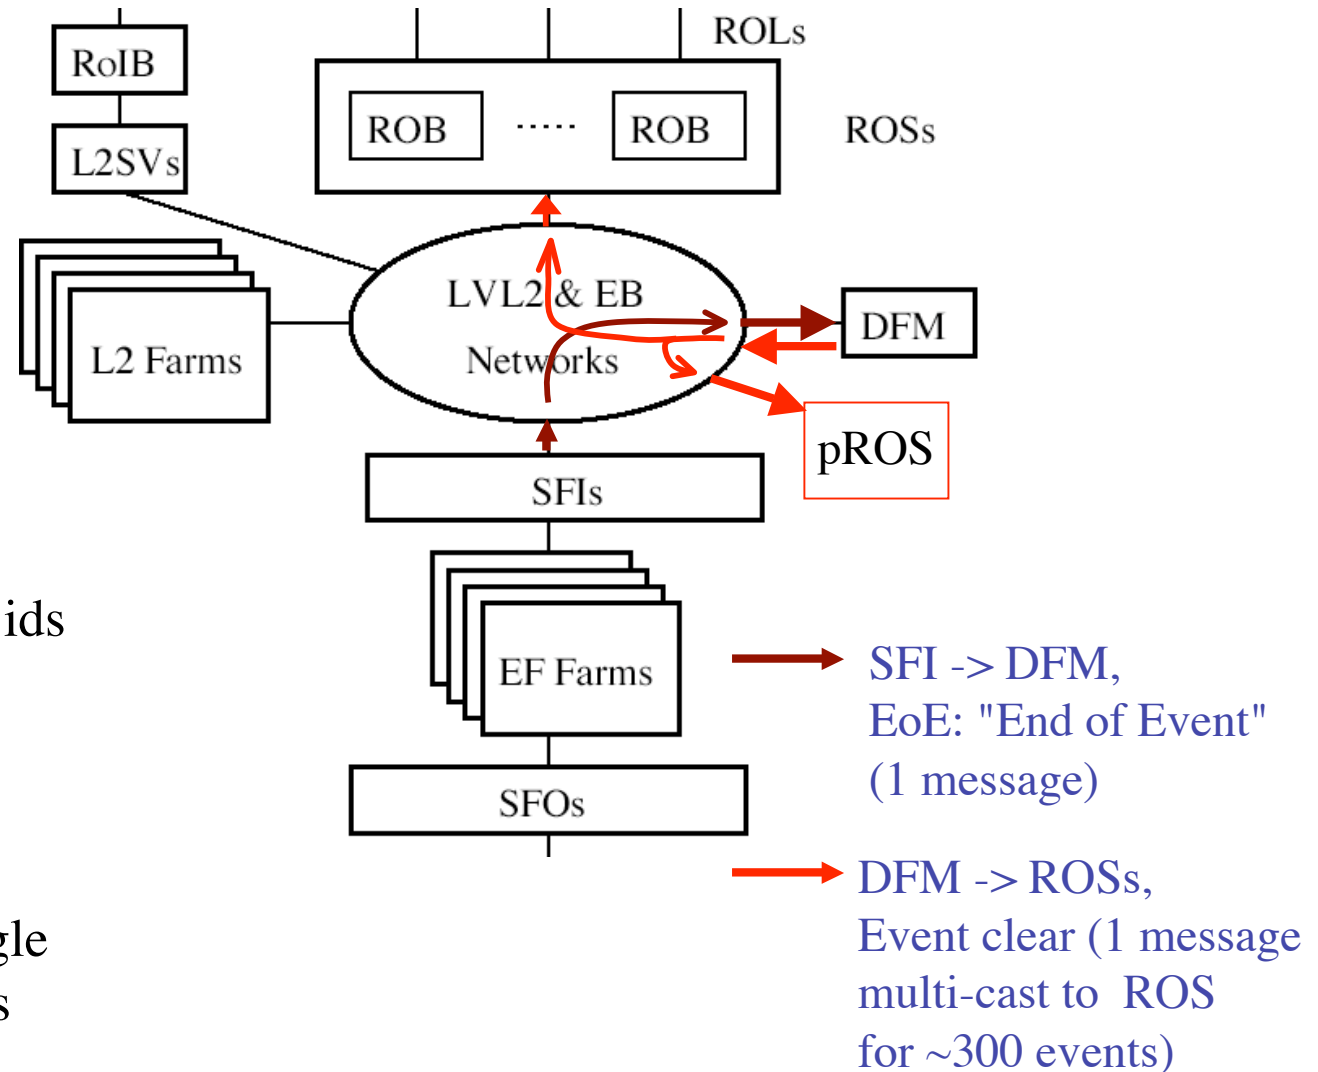 ROLs
RoIB
ROB
.....
ROB
ROSs
L2SVs
LVL2 & EB
Networks
DFM
L2 Farms
pROS
SFIs
ids
EF Farms
SFI -> DFM,
EoE: "End of Event"
(1 message)
SFOs
DFM -> ROSs,
Event clear (1 message
multi-cast to ROS
for ~300 events)
gle
s